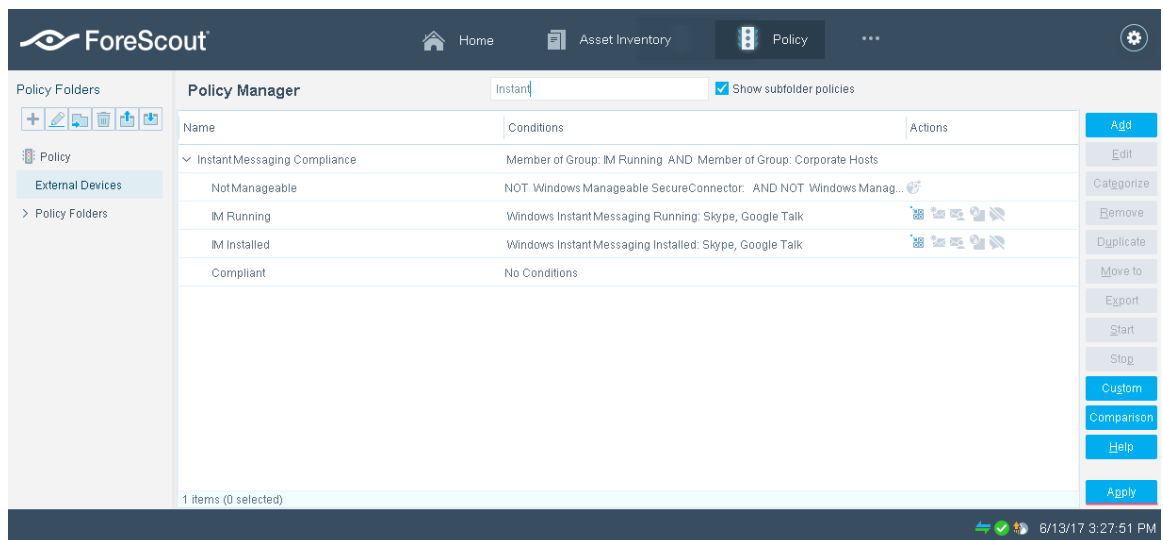 ForeScout
Home
Asset Inventory
Policy
Policy Folders
Policy Manager
Instant
Show subfolder policies
Name
Conditions
Actions
Add
Policy
Instant Messaging Compliance
Member of Group: IM Running AND Member of Group: Corporate Hosts
Edit
External Devices
Not Manageable
NOT Windows Manageable SecureConnector: AND NOT Windows Manag...
Categorize
Policy Folders
IM Running
Windows Instant Messaging Running: Skype, Google Talk
Remove
IM Installed
Windows Instant Messaging Installed: Skype, Google Talk
Duplicate
Compliant
No Conditions
Move to
Export
Start
Stop
Custom
Comparison
Help
Apply
1 items (0 selected)
6/13/17 3:27:51 PM